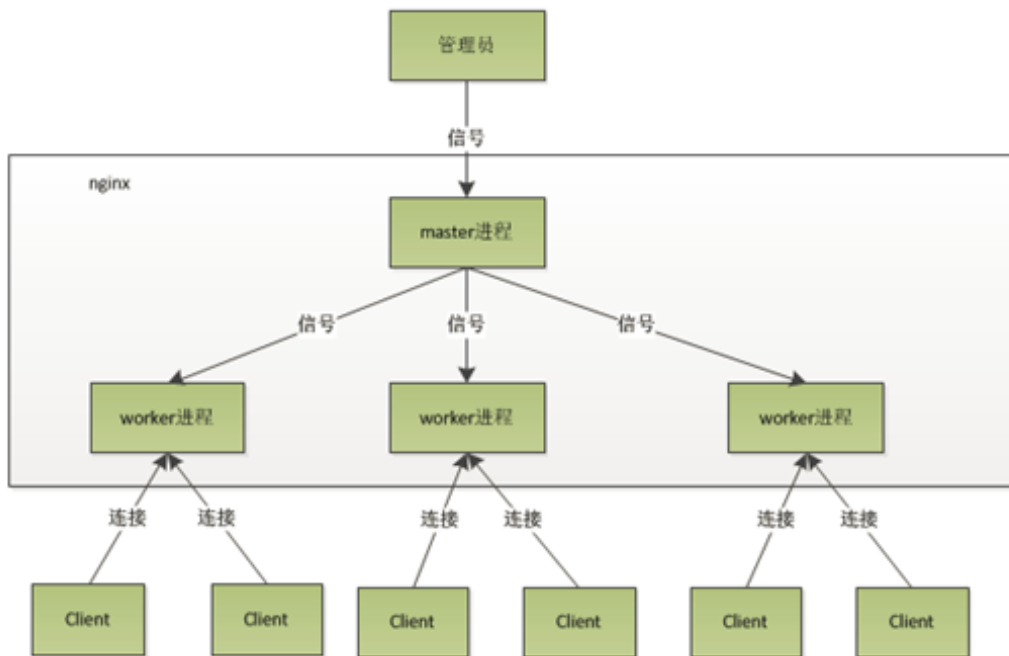 管理员
信号
nginx
master进程
信号
信号
信号
worker进程
worker进程
worker进程
连接
连接
连接
连接
连接
连接
Client
Client
Client
Client
Client
Client